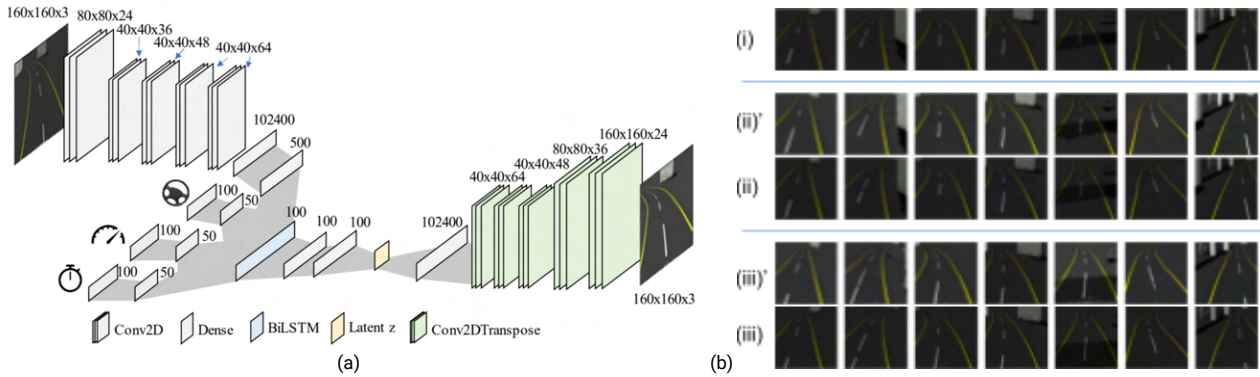 160x160x3
80x80x24
40x40x36
40x40x48
40x40x64
102400
500
100
50
100
50
100
50
100
100
100
102400
40x40x64
40x40x48
80x80x36
160x160x24
160x160x3
Conv2D
Dense
BiLSTM
Latent z
Conv2DTranspose
(a)
(b)
(i)
(ii)'
(ii)
(iii)'
(iii)